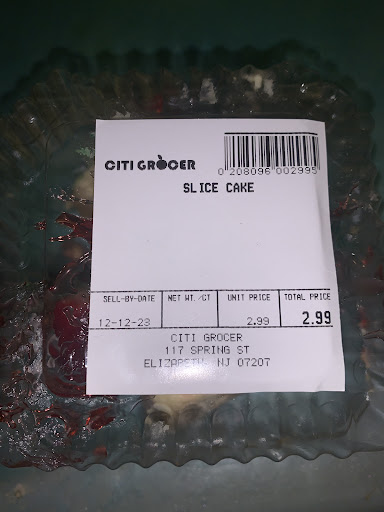 CITI GROCER
0 208096 002995
SLICE CAKE
SELL-BY-DATE NET WT./CT UNIT PRICE TOTAL PRICE
12-12-23 2.99 2.99
CITI GROCER
117 SPRING ST
ELIZABETH, NJ 07207